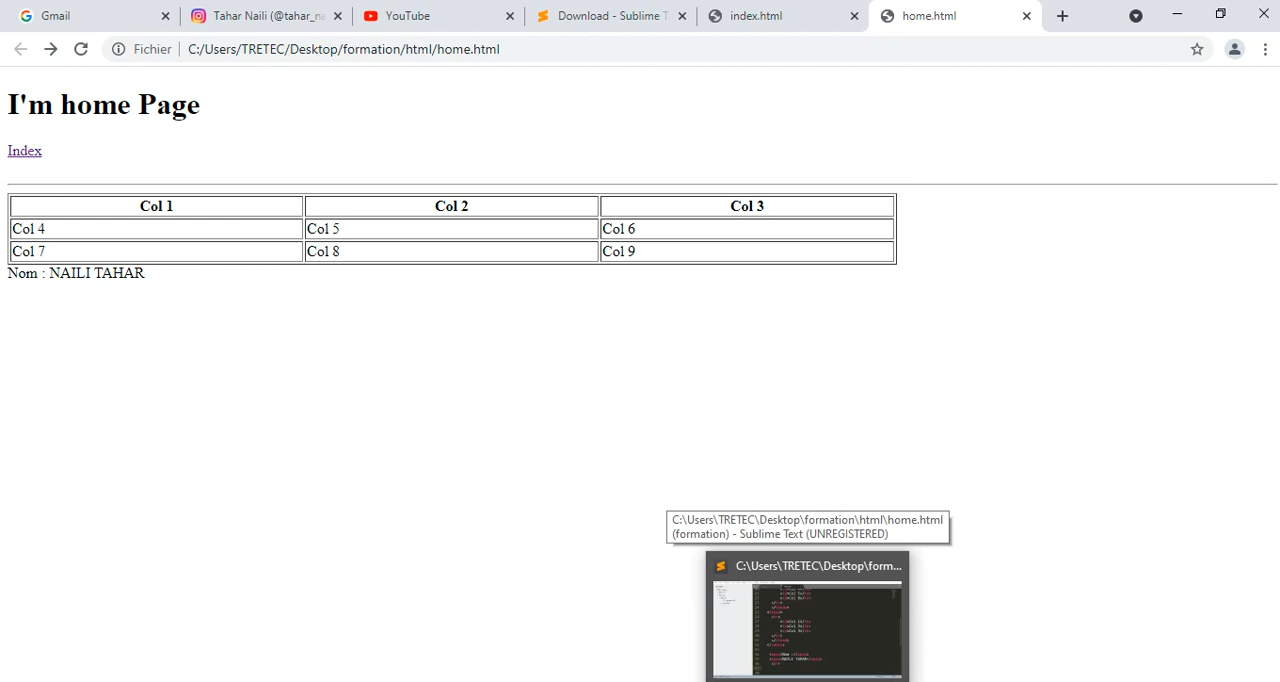 Gmail
Tahar Naili (@tahar_na
YouTube
Download - Sublime T
index.html
home.html
Fichier
C:/Users/TRETEC/Desktop/formation/html/home.html
I'm home Page
Index
Col 1 Col 2 Col 3
Col 4 Col 5 Col 6
Col 7 Col 8 Col 9
Nom : NAILI TAHAR
C:\Users\TRETEC\Desktop\formation\html\home.html
(formation) - Sublime Text (UNREGISTERED)
C:\Users\TRETEC\Desktop\form...